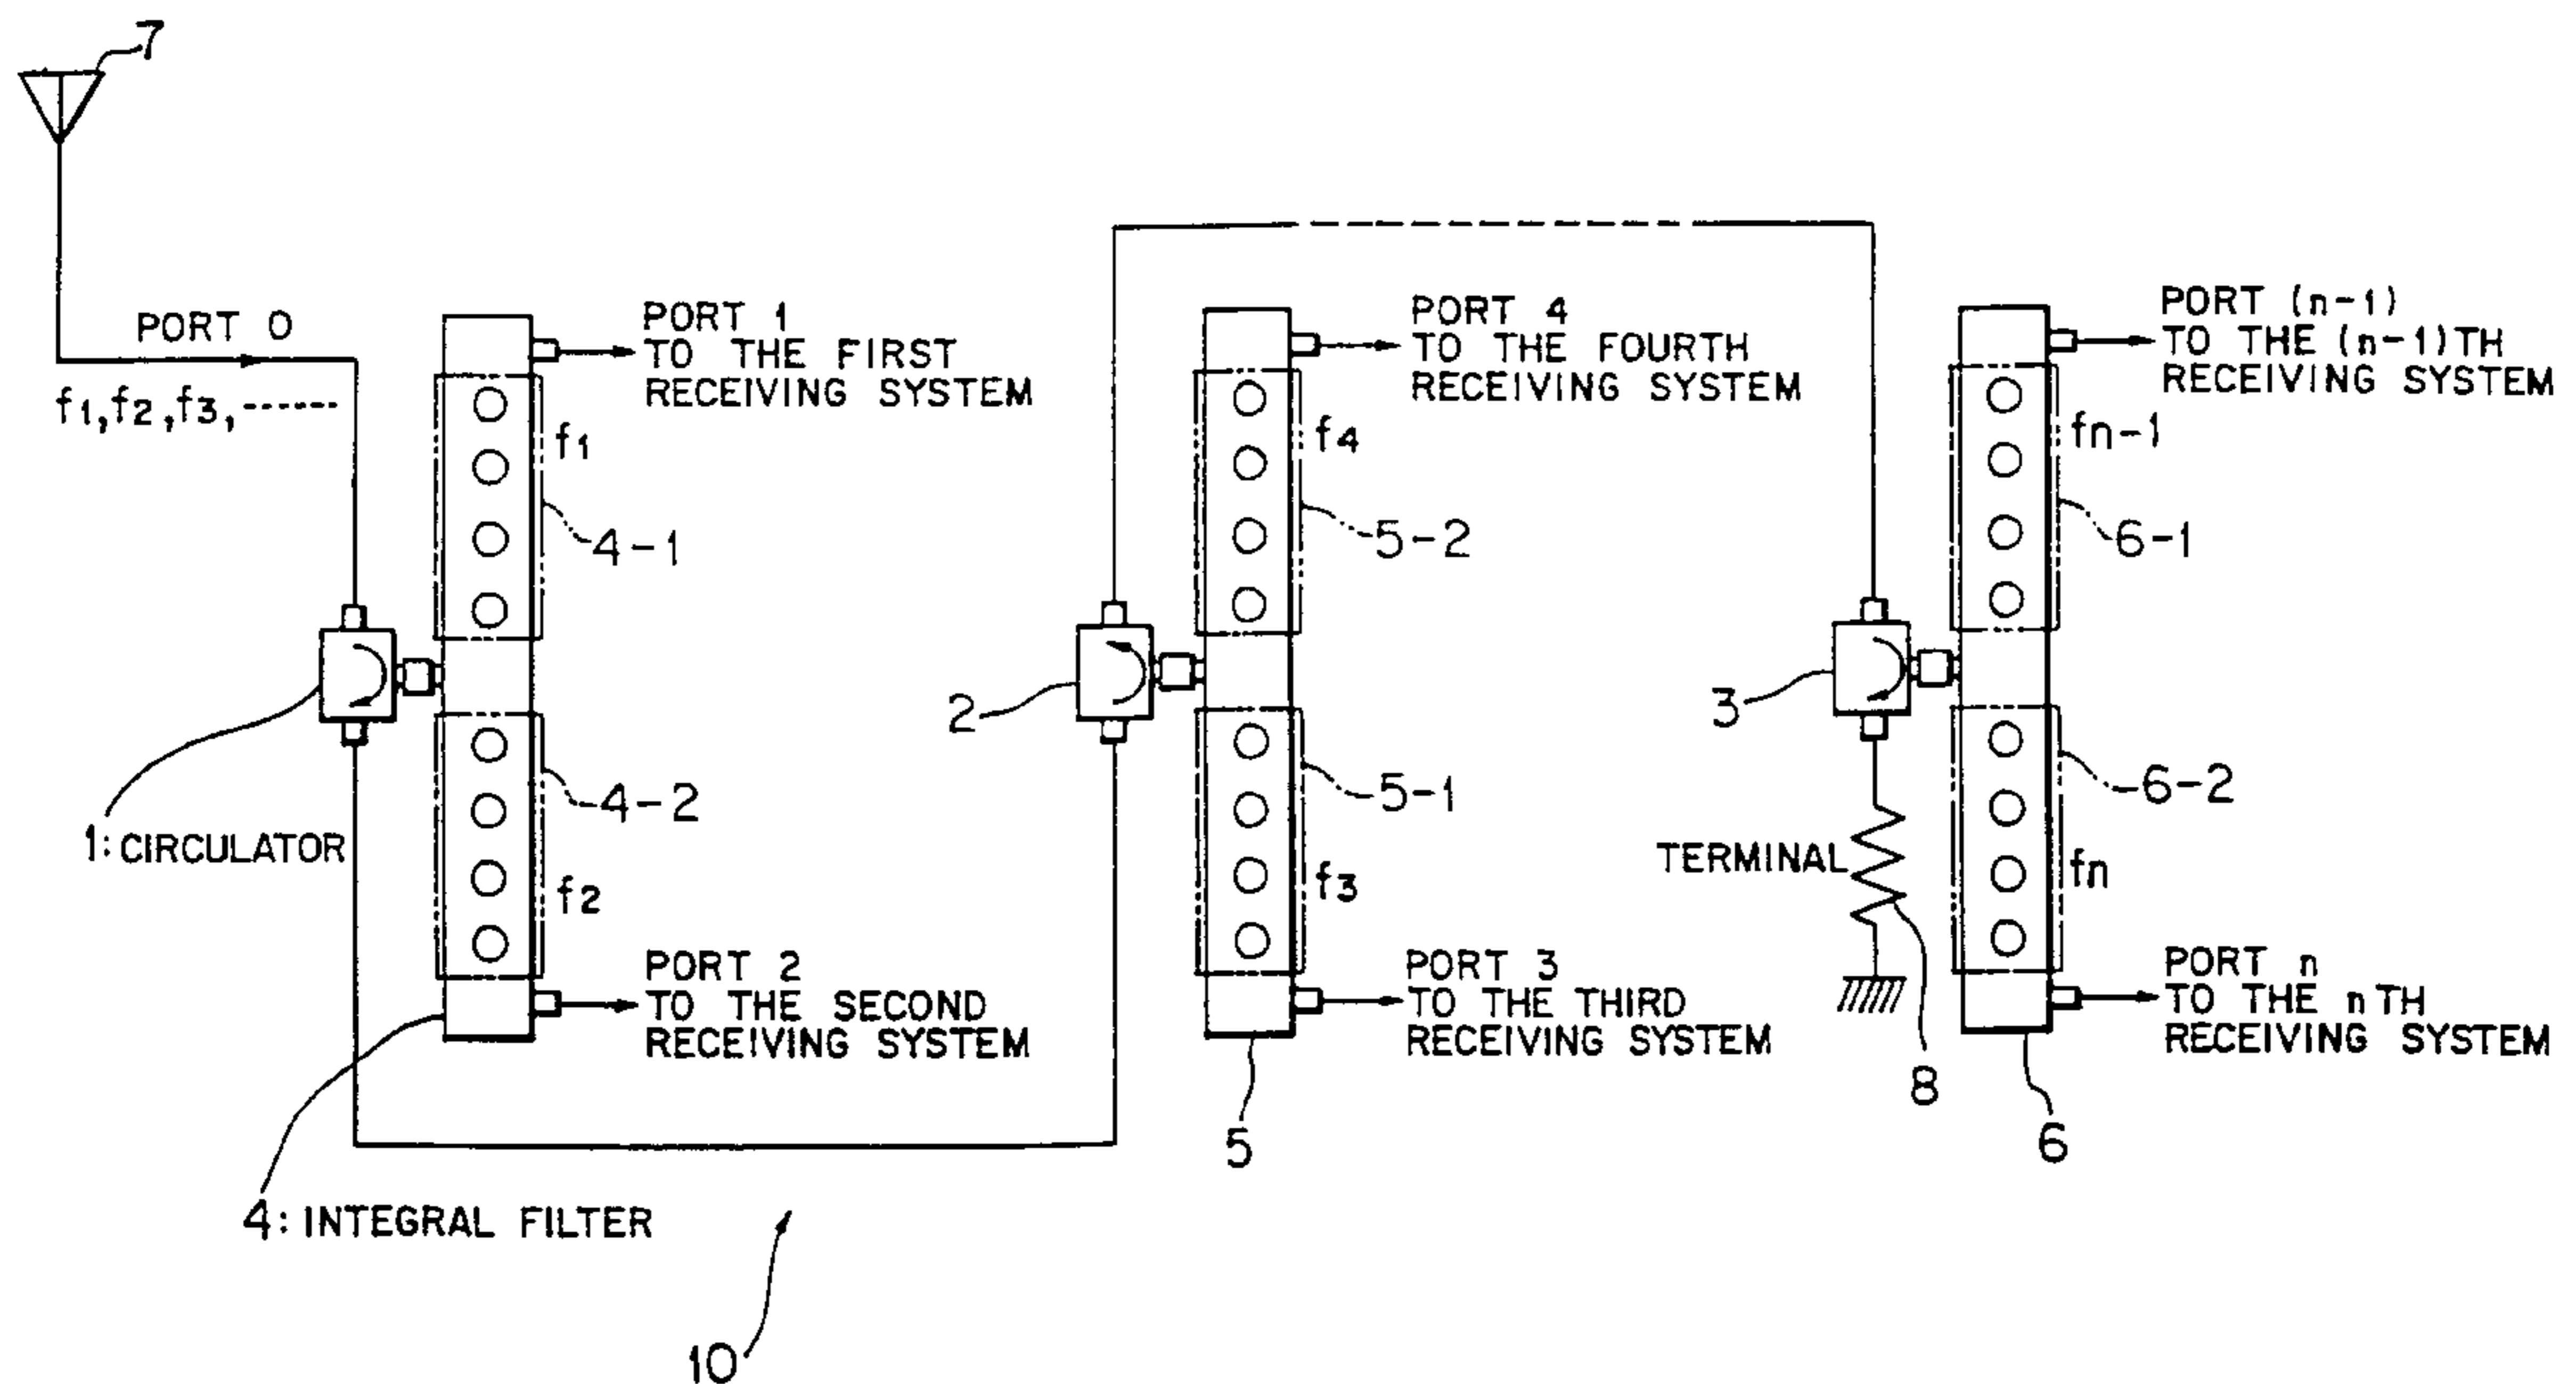 7
PORT 0
f1,f2,f3,------
PORT 1
TO THE FIRST
RECEIVING SYSTEM
f1
4-1
1: CIRCULATOR
4-2
f2
PORT 2
TO THE SECOND
RECEIVING SYSTEM
4: INTEGRAL FILTER
10
PORT 4
TO THE FOURTH
RECEIVING SYSTEM
f4
5-2
2
5-1
f3
PORT 3
TO THE THIRD
RECEIVING SYSTEM
5
PORT (n-1)
TO THE (n-1)TH
RECEIVING SYSTEM
fn-1
6-1
3
6-2
TERMINAL
fn
8
PORT n
TO THE nTH
RECEIVING SYSTEM
6